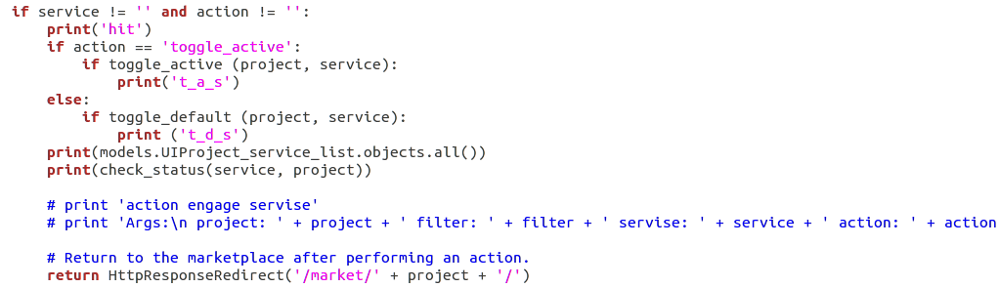 if service != '' and action != '':
    print('hit')
    if action == 'toggle_active':
        if toggle_active (project, service):
            print('t_a_s')
    else:
        if toggle_default (project, service):
            print ('t_d_s')
    print(models.UIProject_service_list.objects.all())
    print(check_status(service, project))

    # print 'action engage servise'
    # print 'Args:\n project: ' + project + ' filter: ' + filter + ' servise: ' + service + ' action: ' + action

    # Return to the marketplace after performing an action.
    return HttpResponseRedirect('/market/' + project + '/')